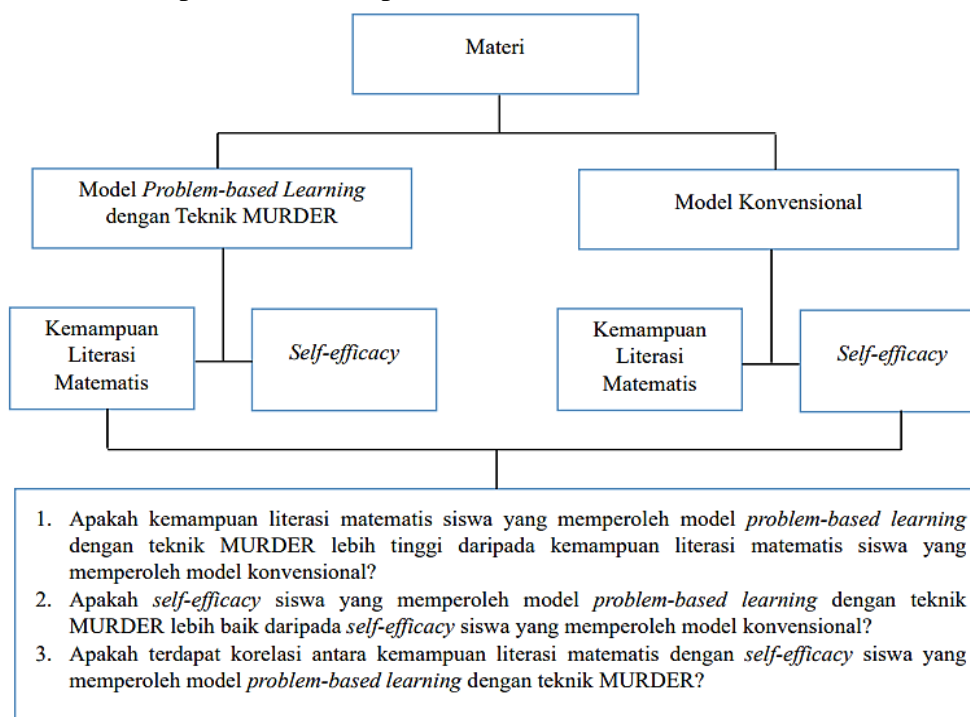 Materi
Model Problem-based Learning
dengan Teknik MURDER
Model Konvensional
Kemampuan
Literasi
Matematis
Self-efficacy
Kemampuan
Literasi
Matematis
Self-efficacy
1. Apakah kemampuan literasi matematis siswa yang memperoleh model problem-based learning
dengan teknik MURDER lebih tinggi daripada kemampuan literasi matematis siswa yang
memperoleh model konvensional?
2. Apakah self-efficacy siswa yang memperoleh model problem-based learning dengan teknik
MURDER lebih baik daripada self-efficacy siswa yang memperoleh model konvensional?
3. Apakah terdapat korelasi antara kemampuan literasi matematis dengan self-efficacy siswa yang
memperoleh model problem-based learning dengan teknik MURDER?